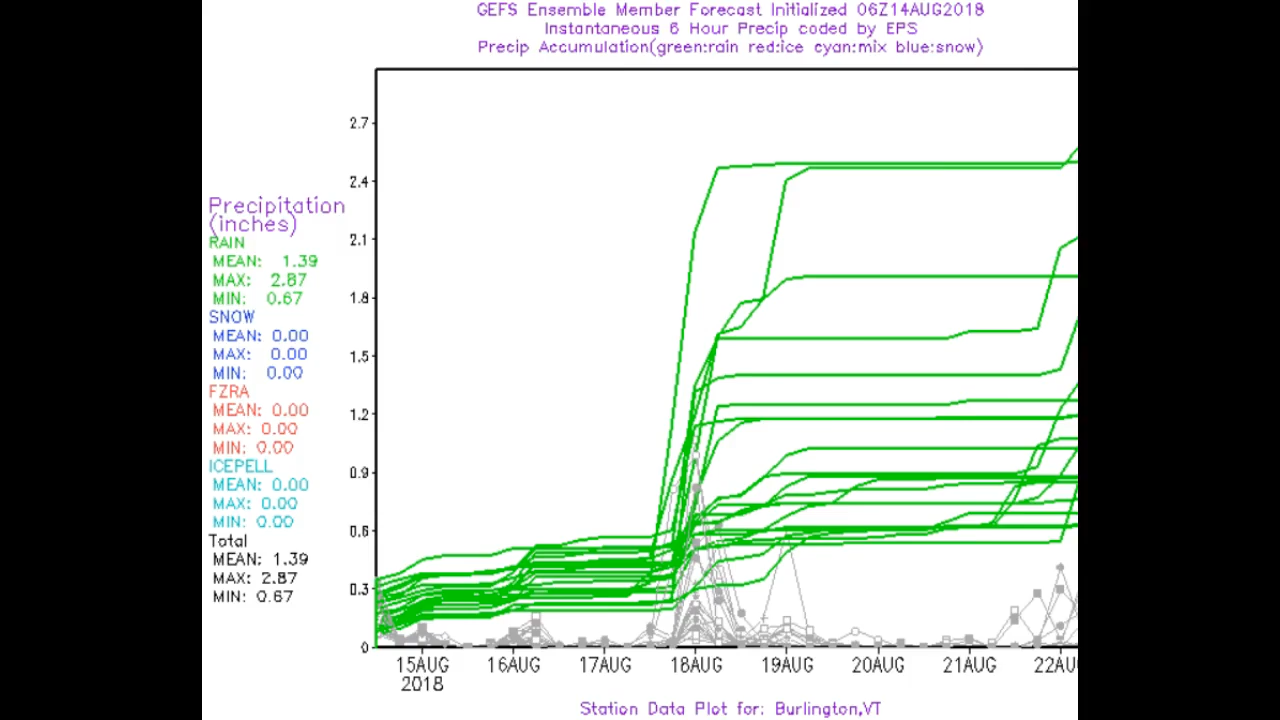 GEFS Ensemble Member Forecast Initialized 06Z14AUG2018
Instantaneous 6 Hour Precip coded by EPS
Precip Accumulation(green:rain red:ice cyan:mix blue:snow)
Precipitation
(inches)
RAIN
MEAN: 1.39
MAX: 2.87
MIN: 0.67
SNOW
MEAN: 0.00
MAX: 0.00
MIN: 0.00
FZRA
MEAN: 0.00
MAX: 0.00
MIN: 0.00
ICEPELL
MEAN: 0.00
MAX: 0.00
MIN: 0.00
Total
MEAN: 1.39
MAX: 2.87
MIN: 0.67
2.7
2.4
2.1
1.8
1.5
1.2
0.9
0.6
0.3
0
15AUG 16AUG 17AUG 18AUG 19AUG 20AUG 21AUG 22AU
2018
Station Data Plot for: Burlington,VT